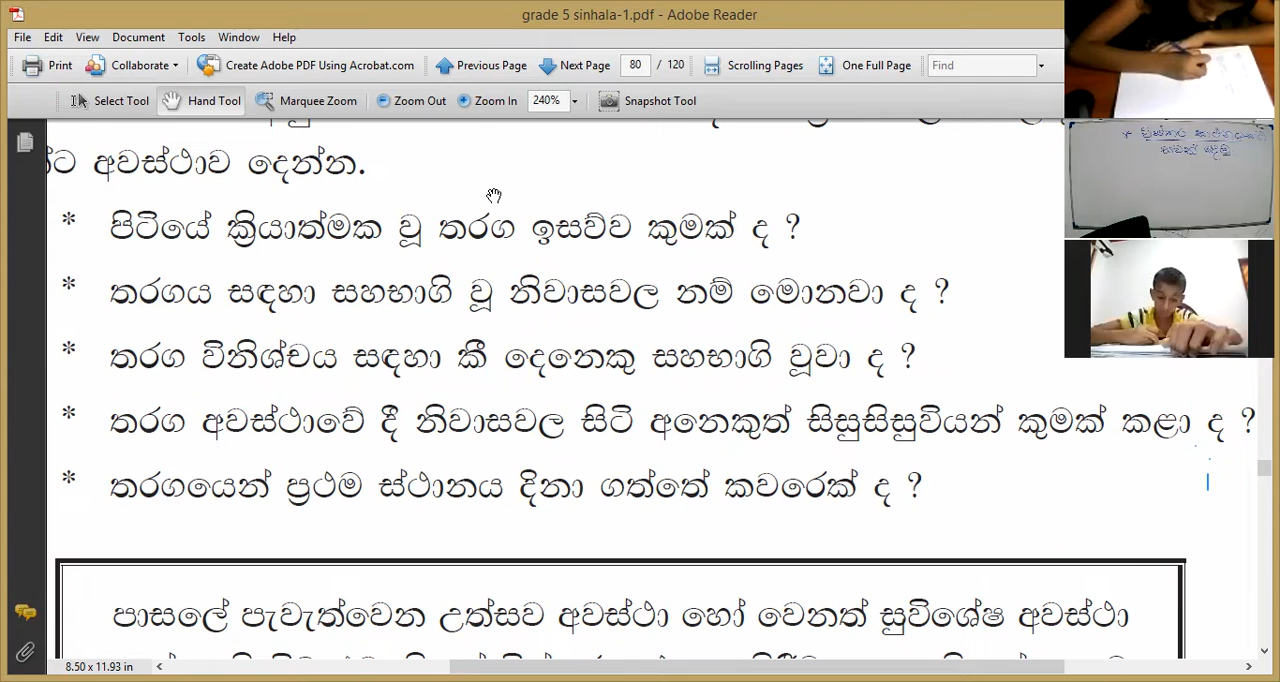 grade 5 sinhala-1.pdf - Adobe Reader
File Edit View Document Tools Window Help
Print Collaborate Create Adobe PDF Using Acrobat.com Previous Page Next Page 80 / 120 Scrolling Pages One Full Page Find
Select Tool Hand Tool Marquee Zoom Zoom Out Zoom In 240% Snapshot Tool
අවස්ථාව දෙන්න.
* පිටියේ ක්‍රියාත්මක වූ තරග ඉසව්ව කුමක් ද ?
* තරගය සඳහා සහභාගි වූ නිවාසවල නම් මොනවා ද ?
* තරග විනිශ්චය සඳහා කී දෙනෙකු සහභාගි වූවා ද ?
* තරග අවස්ථාවේ දී නිවාසවල සිටි අනෙකුත් සිසුසිසුවියන් කුමක් කළා ද ?
* තරගයෙන් ප්‍රථම ස්ථානය දිනා ගත්තේ කවරෙක් ද ?
පාසලේ පැවැත්වෙන උත්සව අවස්ථා හෝ වෙනත් සුවිශේෂ අවස්ථා
8.50 x 11.93 in